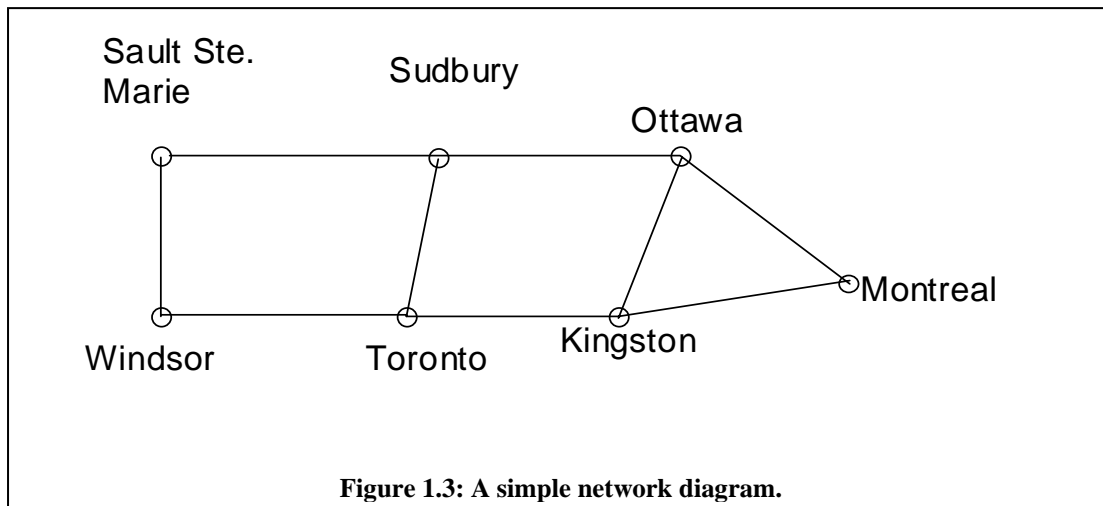 Sault Ste.
Marie
Sudbury
Ottawa
Montreal
Windsor
Toronto
Kingston
Figure 1.3: A simple network diagram.